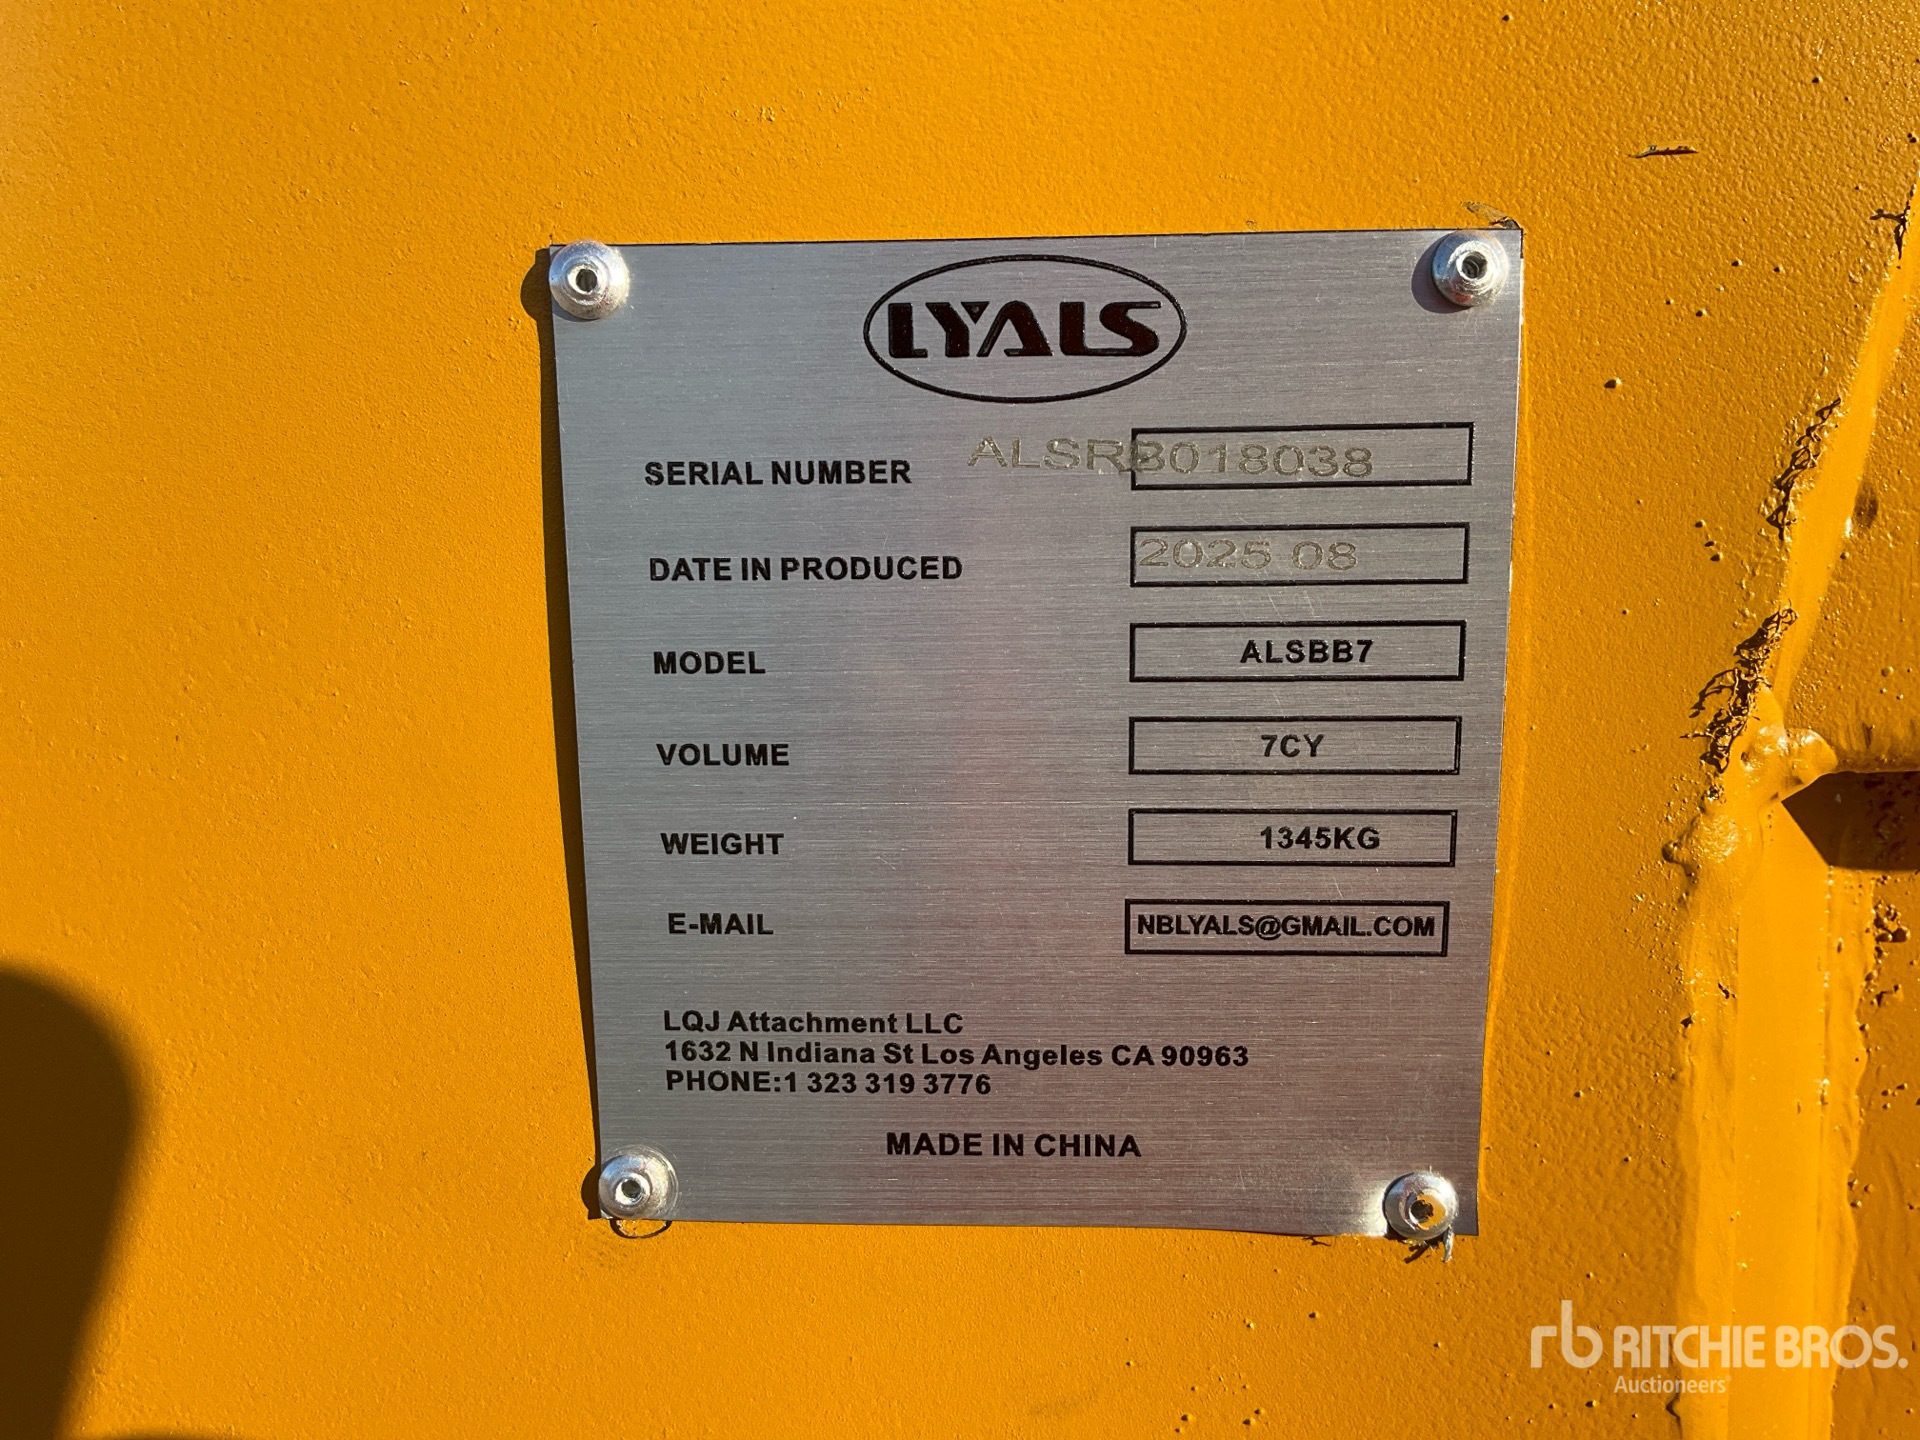 LYALS
SERIAL NUMBER ALSRB018038
DATE IN PRODUCED 2025 08
MODEL ALSBB7
VOLUME 7CY
WEIGHT 1345KG
E-MAIL NBLYALS@GMAIL.COM
LQJ Attachment LLC
1632 N Indiana St Los Angeles CA 90963
PHONE:1 323 319 3776
MADE IN CHINA
rb RITCHIE BROS.
Auctioneers